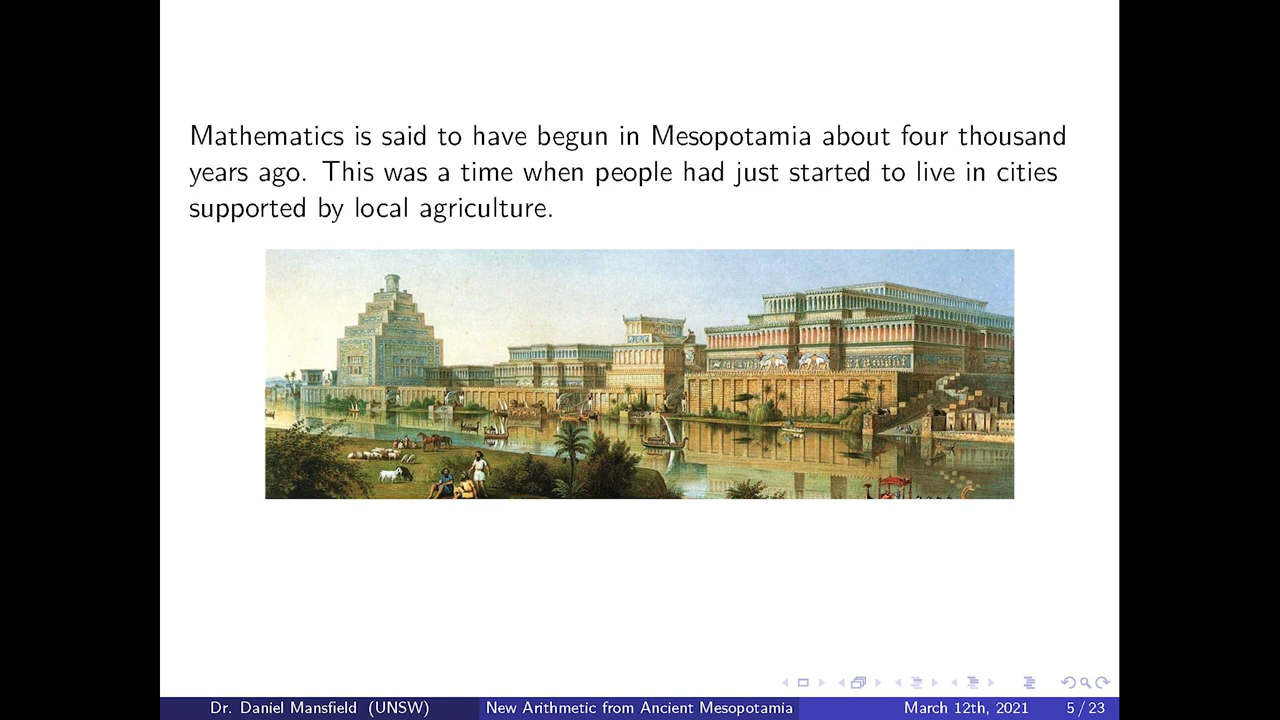 Mathematics is said to have begun in Mesopotamia about four thousand
years ago. This was a time when people had just started to live in cities
supported by local agriculture.
Dr. Daniel Mansfield (UNSW) New Arithmetic from Ancient Mesopotamia March 12th, 2021 5 / 23